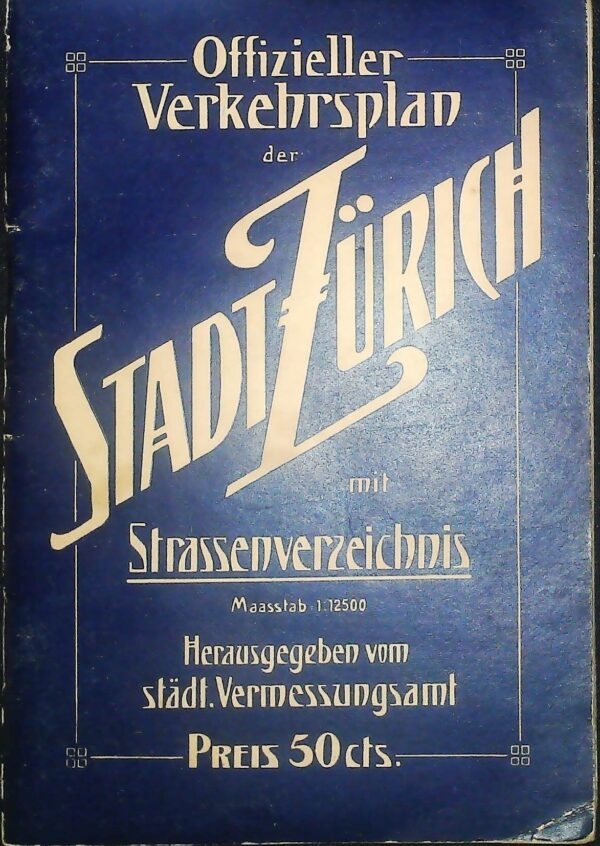 Offizieller
Verkehrsplan
der
STADT ZÜRICH
mit
Strassenverzeichnis
Maasstab 1:12500
Herausgegeben vom
städt. Vermessungsamt
PREIS 50 cts.